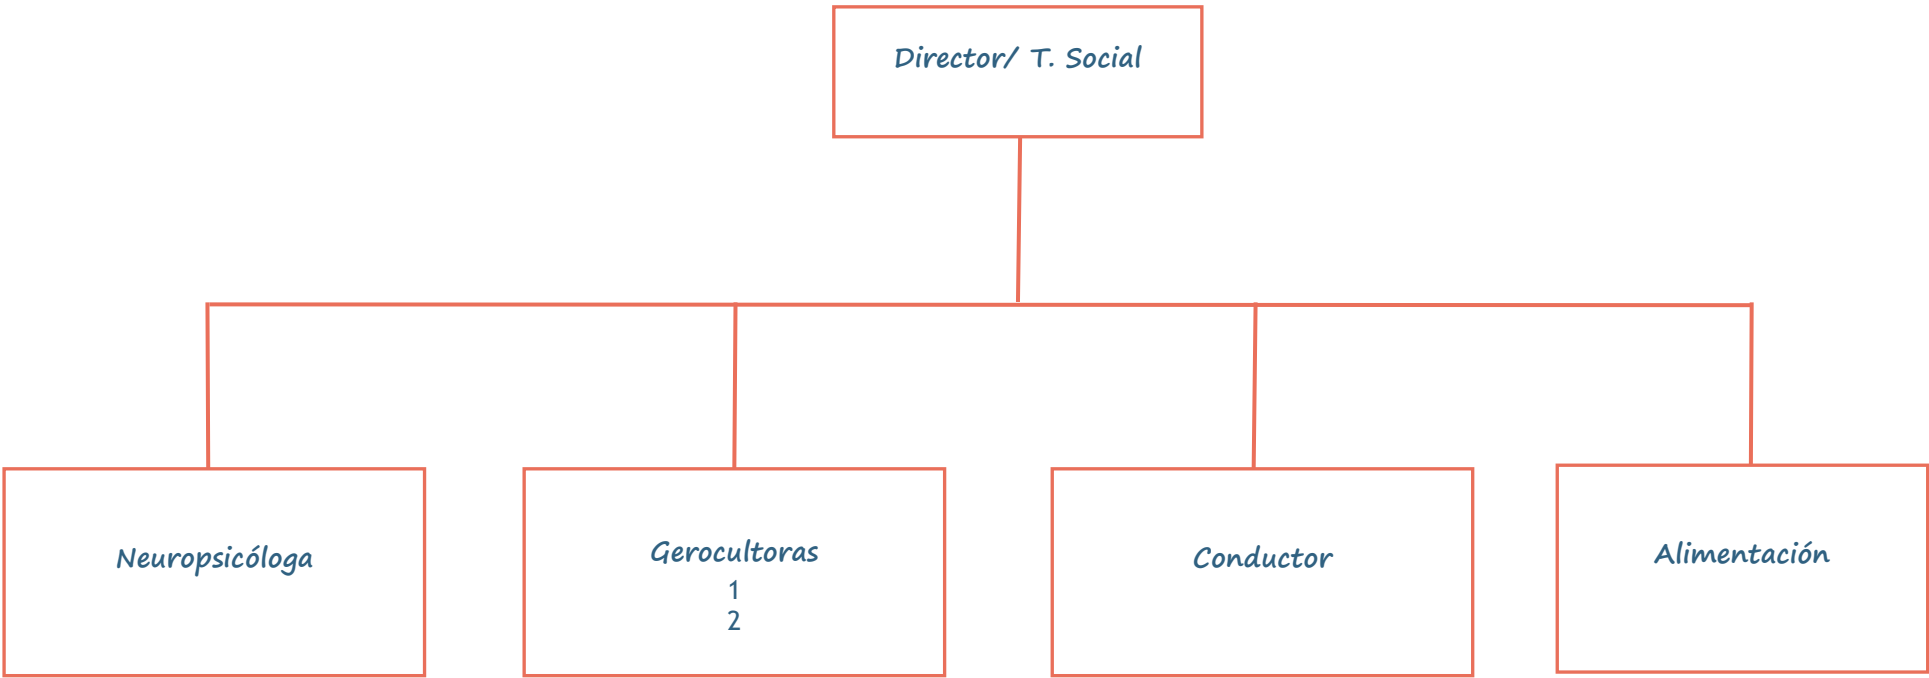 Director/ T. Social
Neuropsicóloga
Gerocultoras
1
2
Conductor
Alimentación